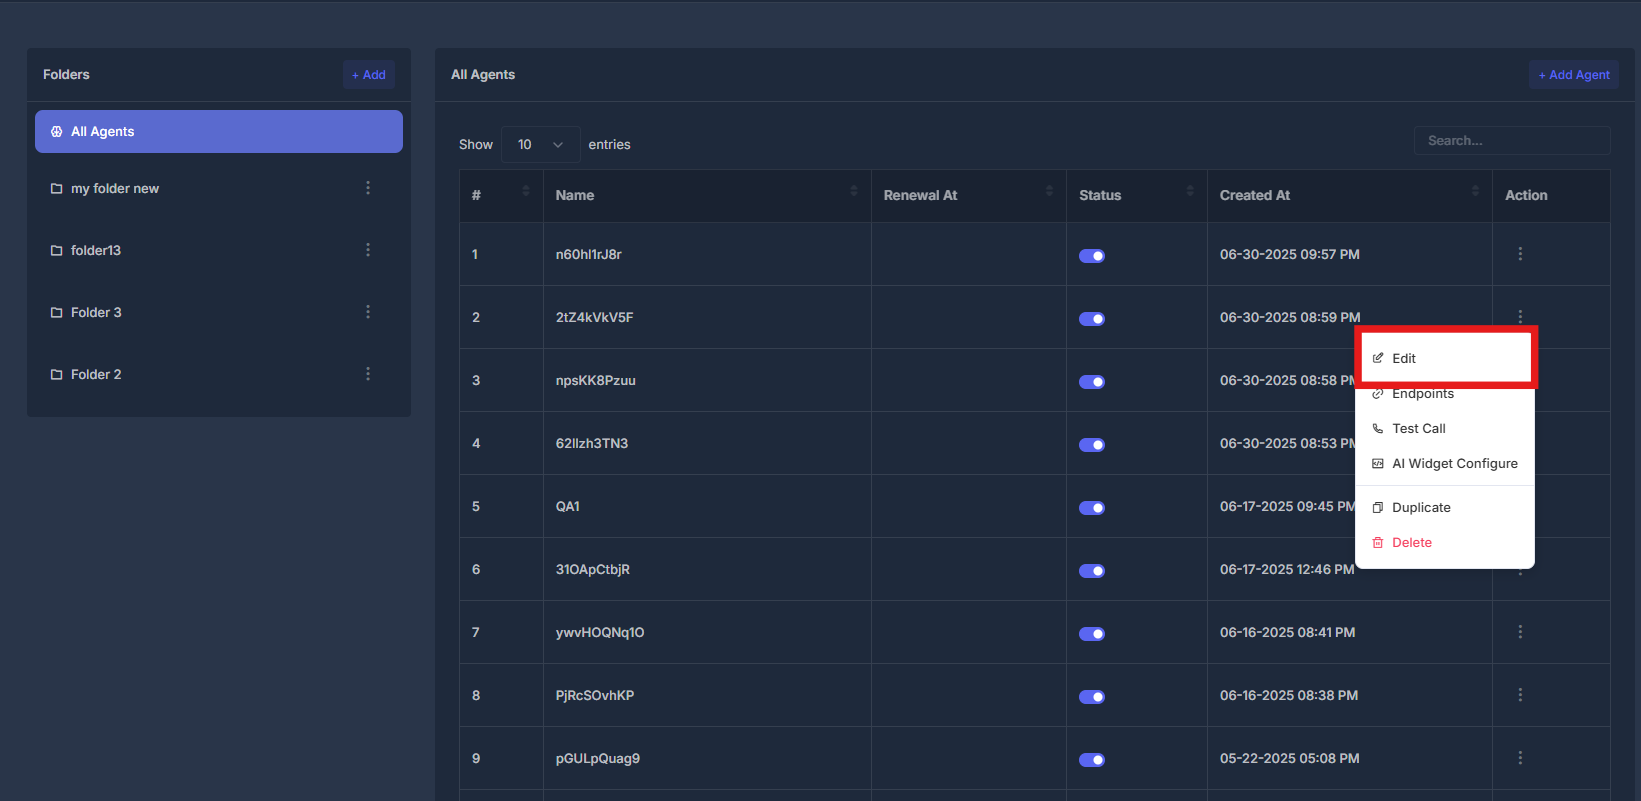 Folders
+ Add
All Agents
my folder new
folder13
Folder 3
Folder 2
All Agents
+ Add Agent
Show 10 entries
Search...
# Name Renewal At Status Created At Action
1 n60hl1rJ8r 06-30-2025 09:57 PM
2 2tZ4kVkV5F 06-30-2025 08:59 PM
3 npsKK8Pzuu 06-30-2025 08:58 PM
4 62llzh3TN3 06-30-2025 08:53 PM
5 QA1 06-17-2025 09:45 PM
6 31OApCtbjR 06-17-2025 12:46 PM
7 ywvHOQNq1O 06-16-2025 08:41 PM
8 PjRcSOvhKP 06-16-2025 08:38 PM
9 pGULpQuag9 05-22-2025 05:08 PM
Edit
Endpoints
Test Call
AI Widget Configure
Duplicate
Delete